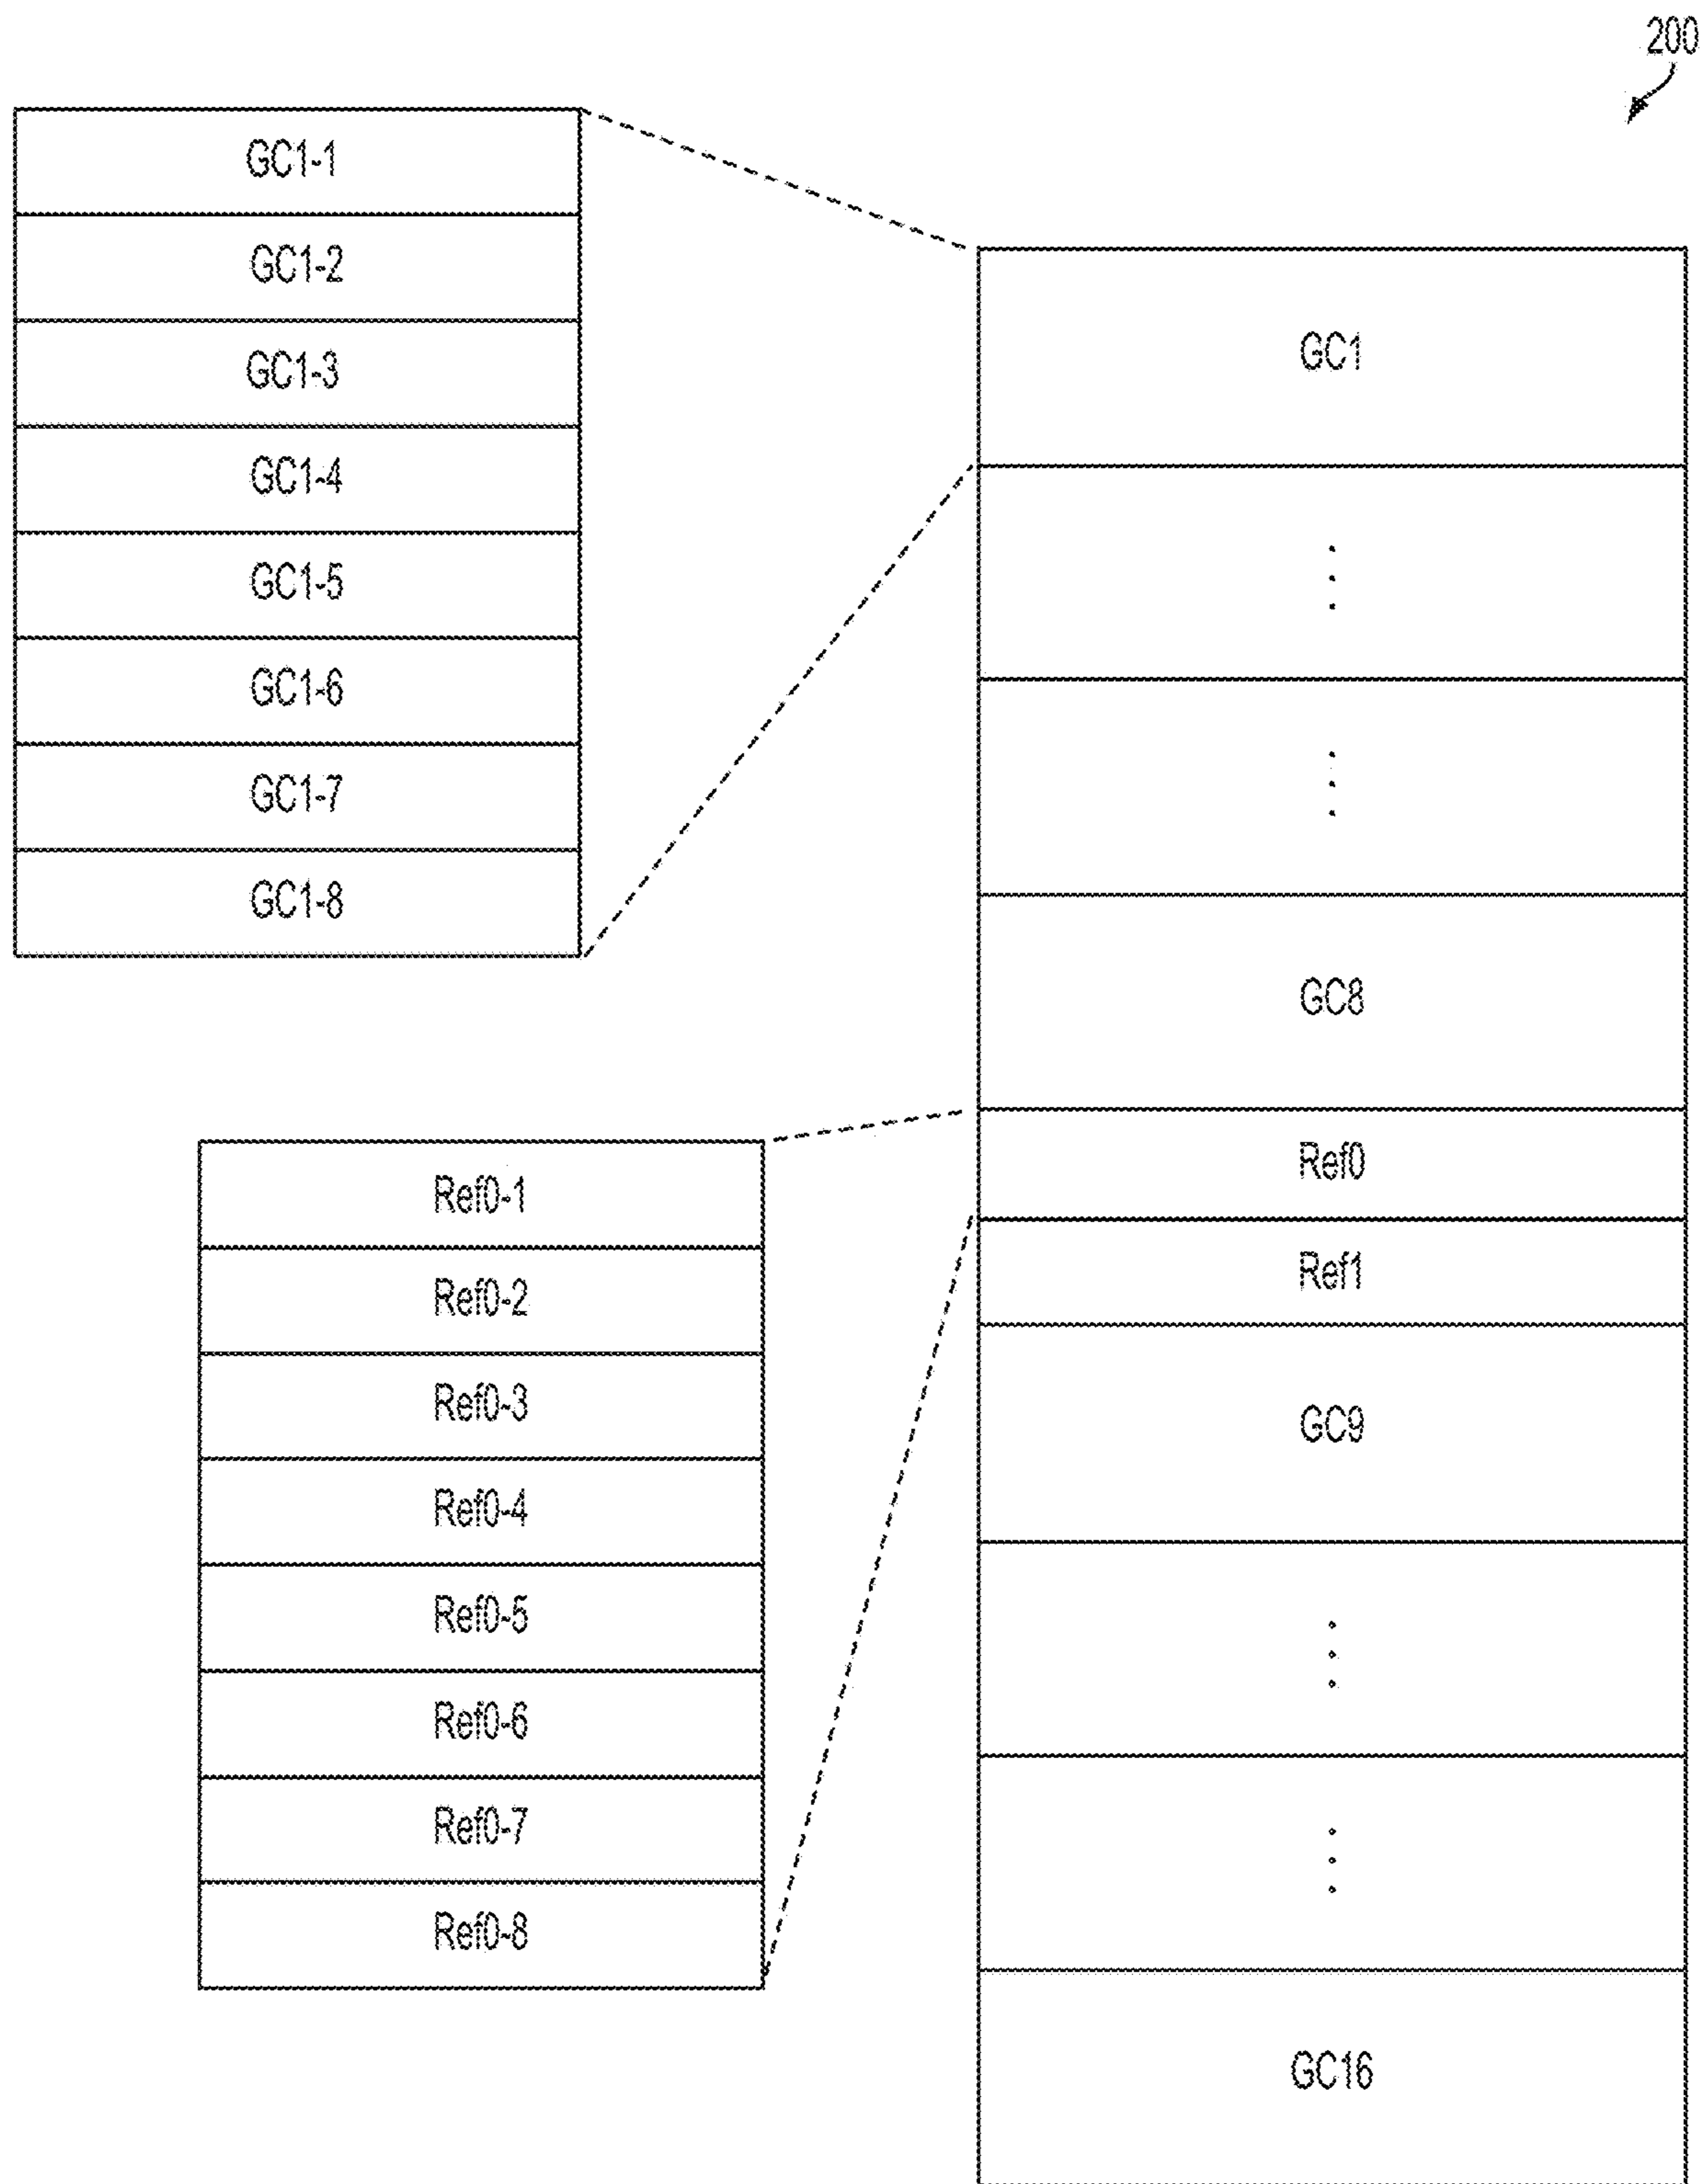 200
GC1-1
GC1-2
GC1-3
GC1-4
GC1-5
GC1-6
GC1-7
GC1-8
GC1
GC8
Ref0
Ref1
GC9
GC16
Ref0-1
Ref0-2
Ref0-3
Ref0-4
Ref0-5
Ref0-6
Ref0-7
Ref0-8